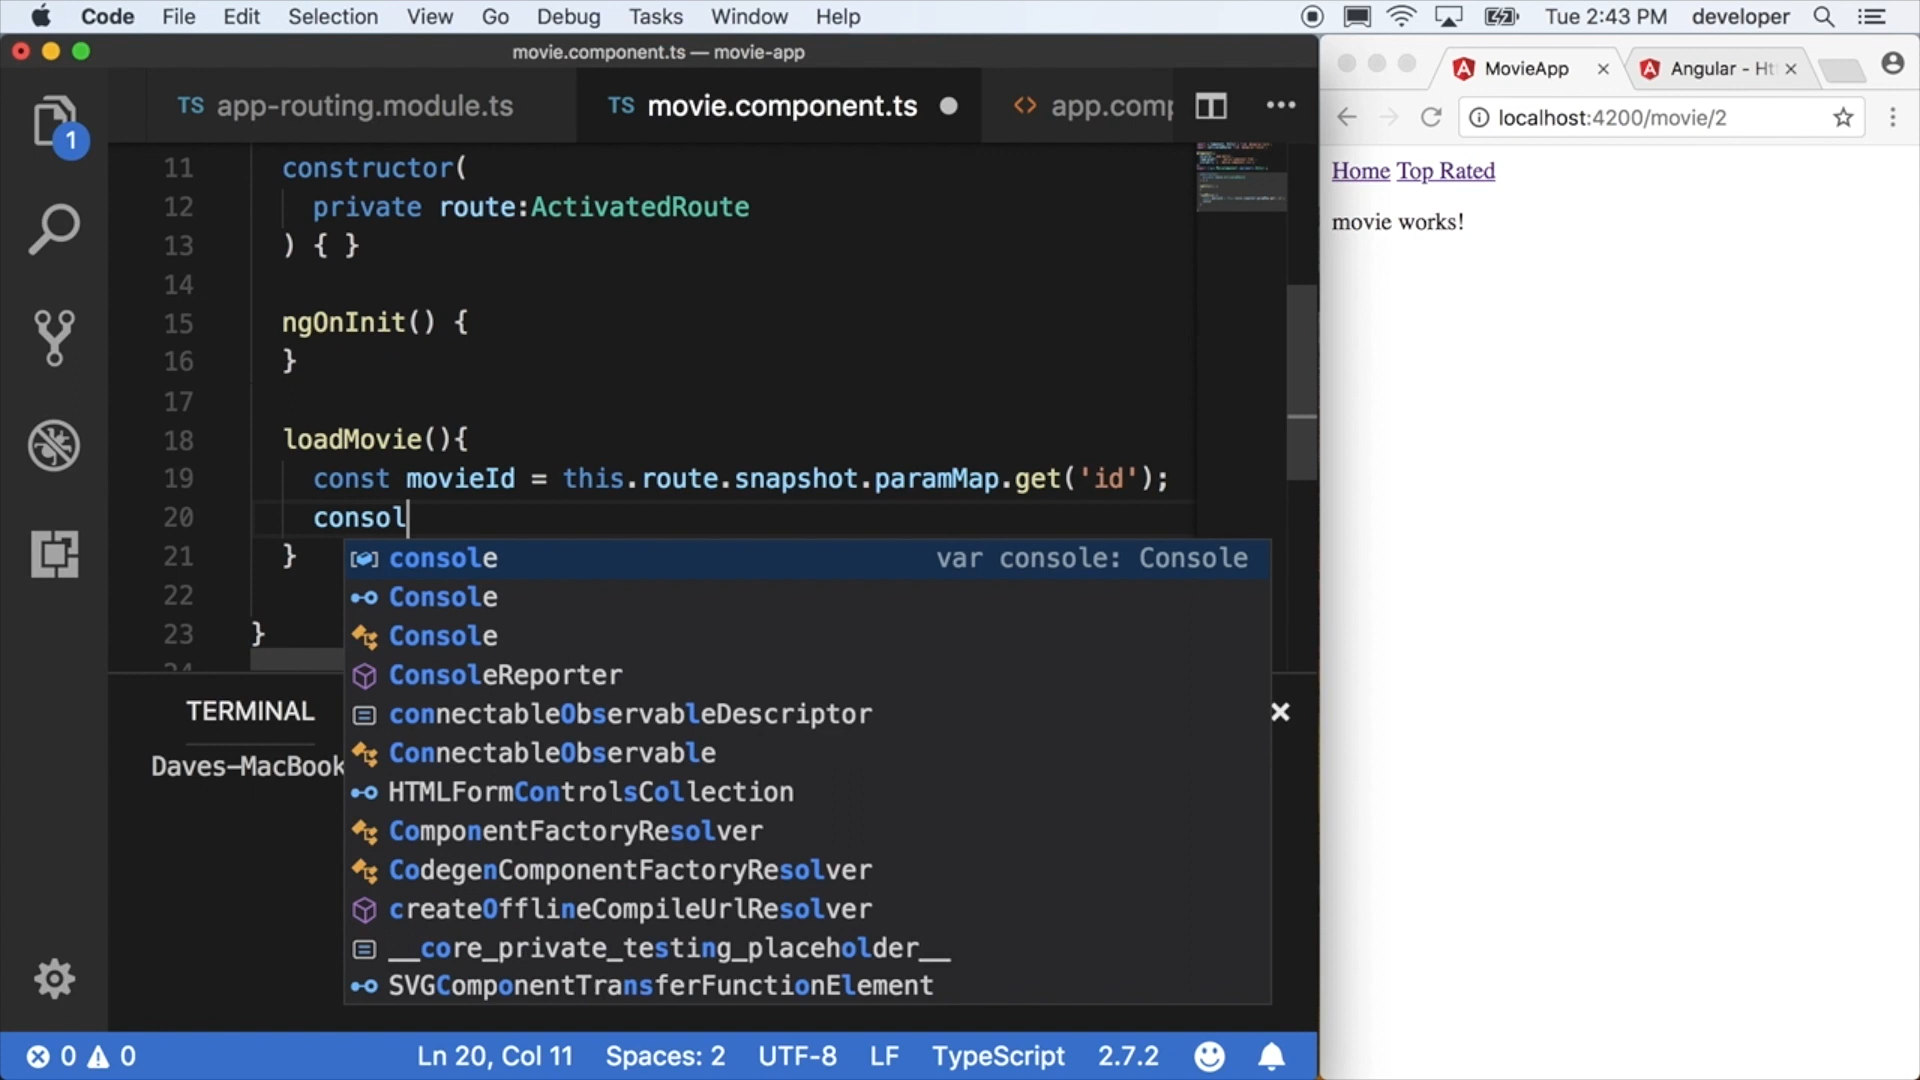 Code File Edit Selection View Go Debug Tasks Window Help Tue 2:43 PM developer
movie.component.ts — movie-app
TS app-routing.module.ts TS movie.component.ts <> app.comp
1
11 constructor(
12 private route:ActivatedRoute
13 ) { }
14
15 ngOnInit() {
16 }
17
18 loadMovie(){
19 const movieId = this.route.snapshot.paramMap.get('id');
20 consol
21 }
22
23 }
24
console var console: Console
Console
Console
ConsoleReporter
connectableObservableDescriptor
ConnectableObservable
HTMLFormControlsCollection
ComponentFactoryResolver
CodegenComponentFactoryResolver
createOfflineCompileUrlResolver
__core_private_testing_placeholder__
SVGComponentTransferFunctionElement
TERMINAL
Daves-MacBook
0 0 Ln 20, Col 11 Spaces: 2 UTF-8 LF TypeScript 2.7.2
MovieApp Angular - Ht
localhost:4200/movie/2
Home Top Rated
movie works!